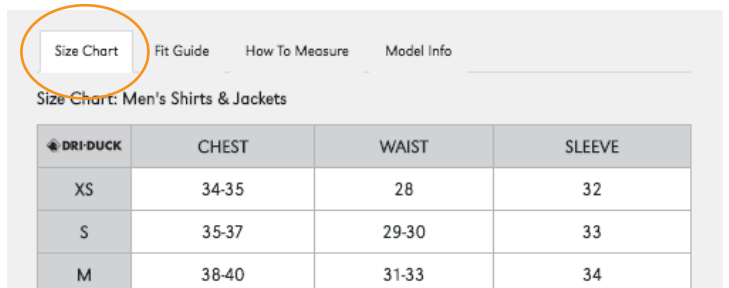 Size Chart Fit Guide How To Measure Model Info
Size Chart: Men's Shirts & Jackets
DRI·DUCK CHEST WAIST SLEEVE
XS 34-35 28 32
S 35-37 29-30 33
M 38-40 31-33 34